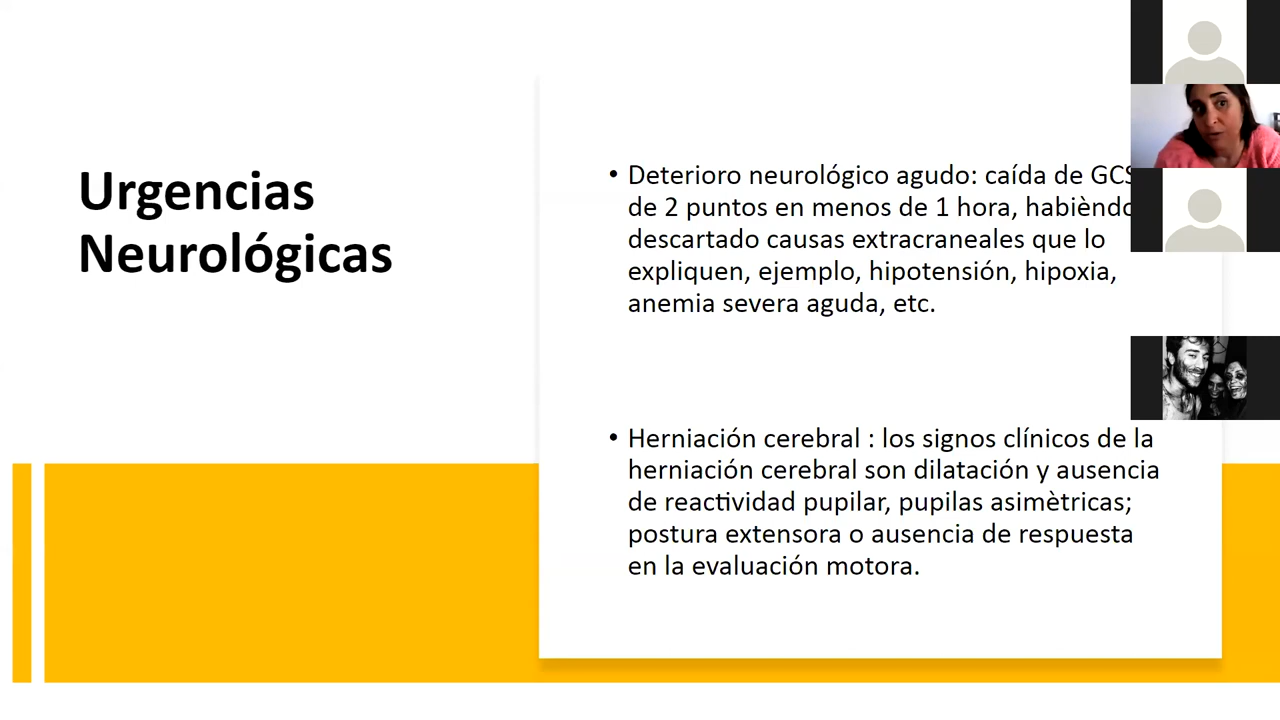 Urgencias
Neurológicas
• Deterioro neurológico agudo: caída de GCS
de 2 puntos en menos de 1 hora, habièndo
descartado causas extracraneales que lo
expliquen, ejemplo, hipotensión, hipoxia,
anemia severa aguda, etc.
• Herniación cerebral : los signos clínicos de la
herniación cerebral son dilatación y ausencia
de reactividad pupilar, pupilas asimètricas;
postura extensora o ausencia de respuesta
en la evaluación motora.